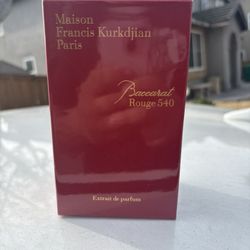 Maison
Francis Kurkdjian
Paris
Baccarat
Rouge 540
Extrait de parfum